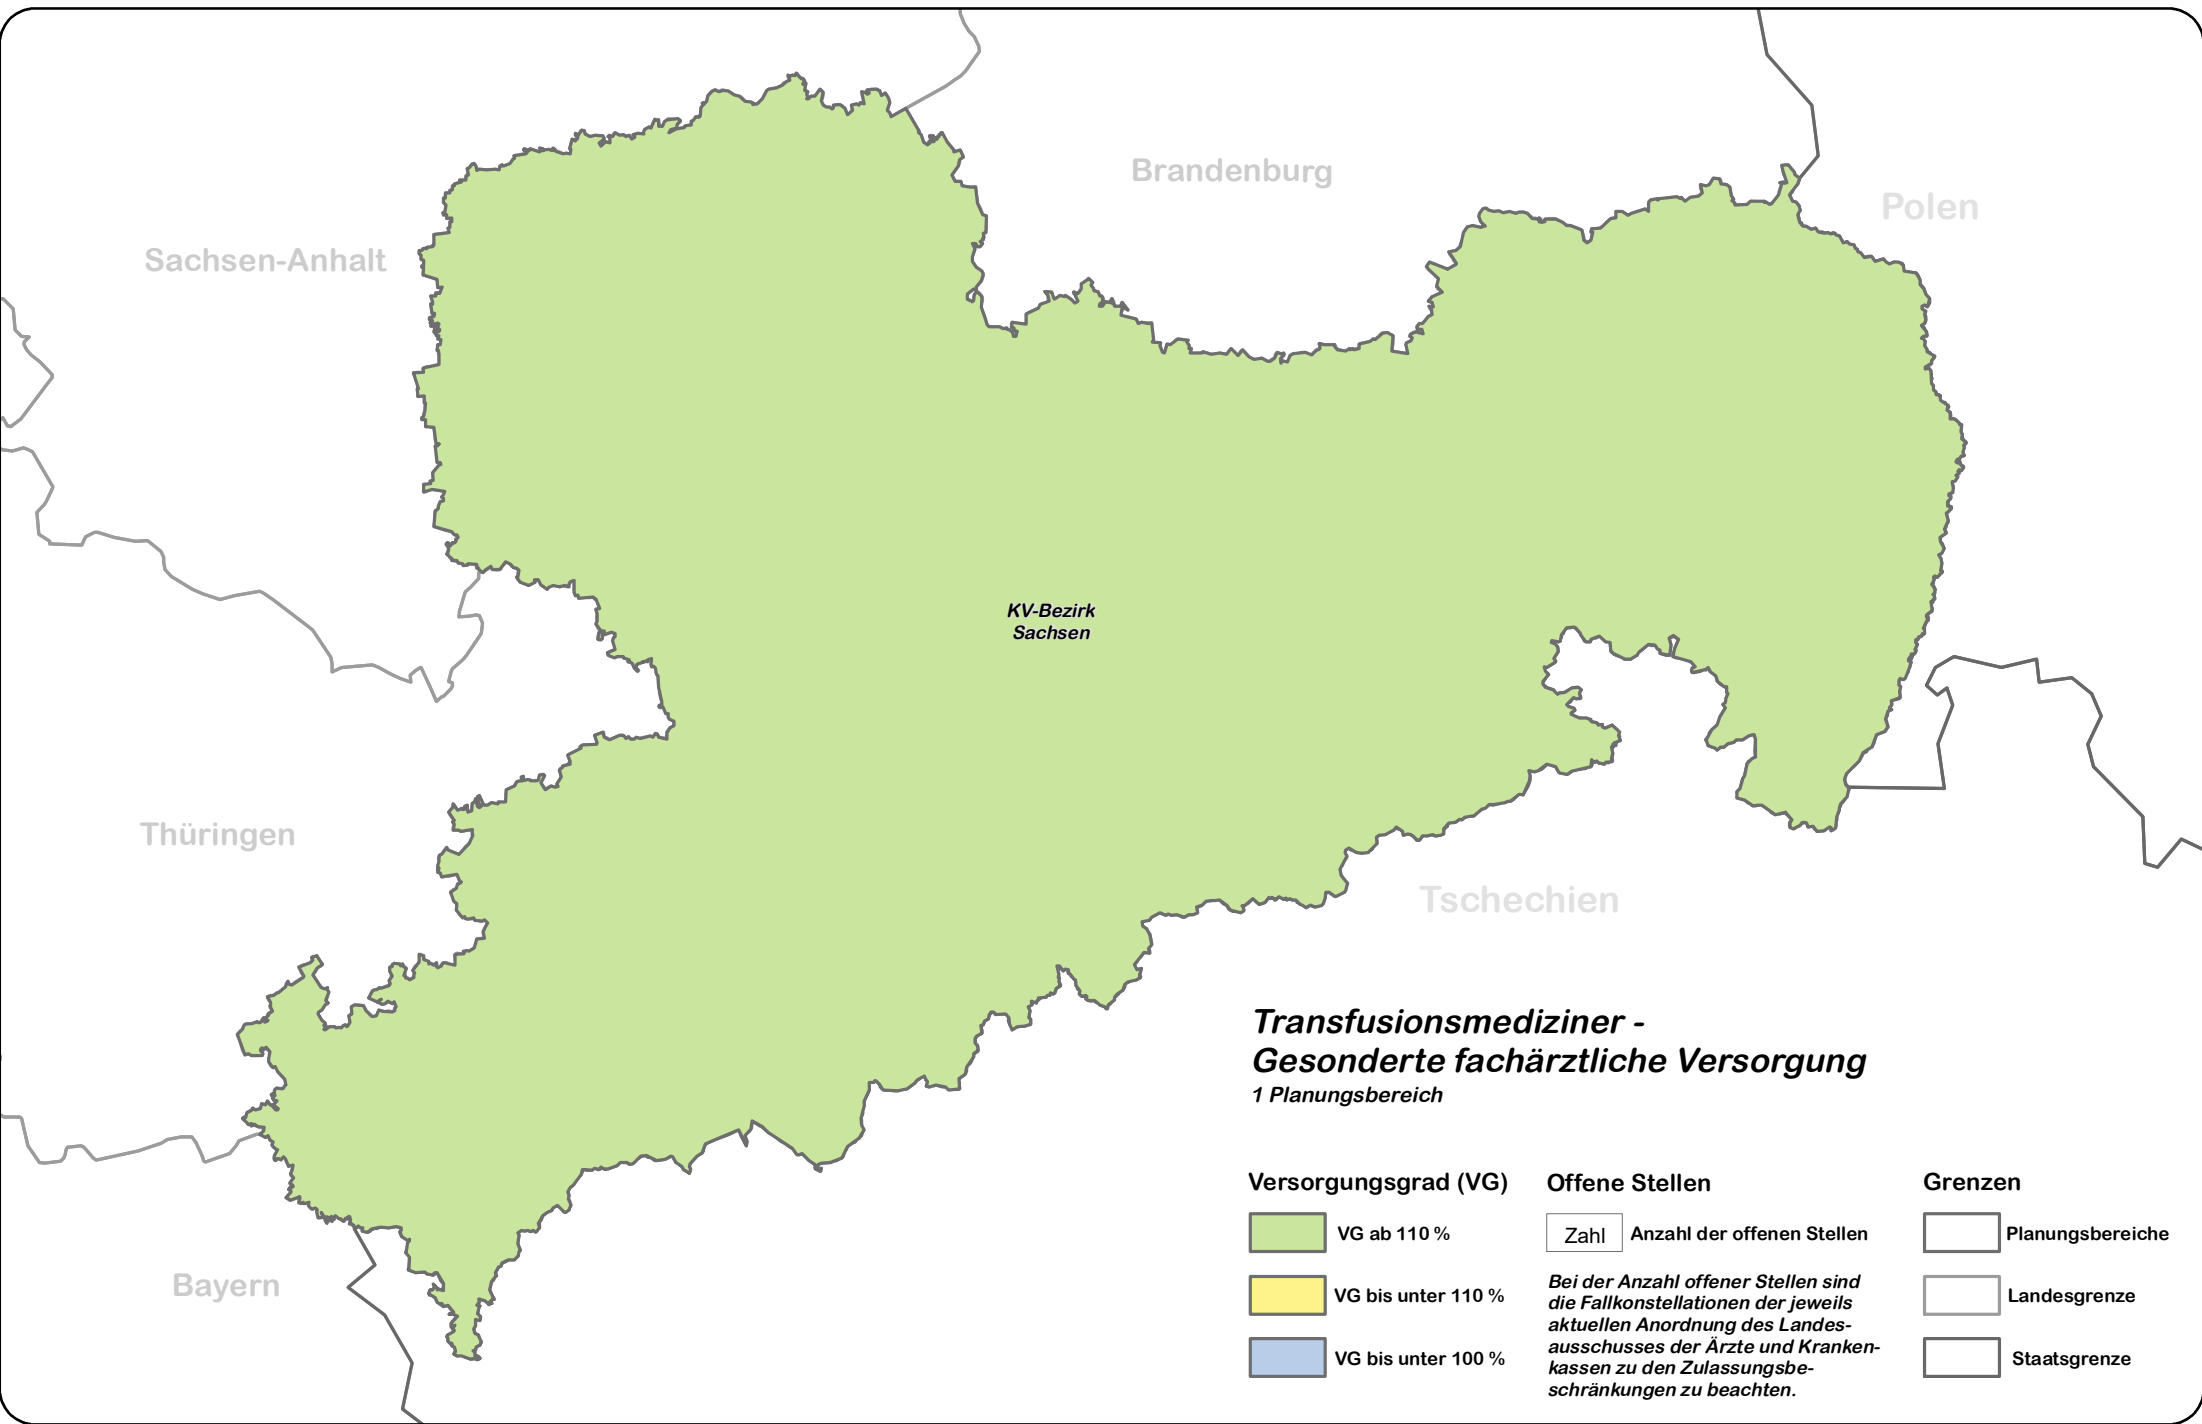 Brandenburg
Polen
Sachsen-Anhalt
KV-Bezirk
Sachsen
Thüringen
Tschechien
Bayern
Transfusionsmediziner -
Gesonderte fachärztliche Versorgung
1 Planungsbereich
Versorgungsgrad (VG)
VG ab 110 %
VG bis unter 110 %
VG bis unter 100 %
Offene Stellen
Zahl Anzahl der offenen Stellen
Bei der Anzahl offener Stellen sind
die Fallkonstellationen der jeweils
aktuellen Anordnung des Landes-
ausschusses der Ärzte und Kranken-
kassen zu den Zulassungsbe-
schränkungen zu beachten.
Grenzen
Planungsbereiche
Landesgrenze
Staatsgrenze